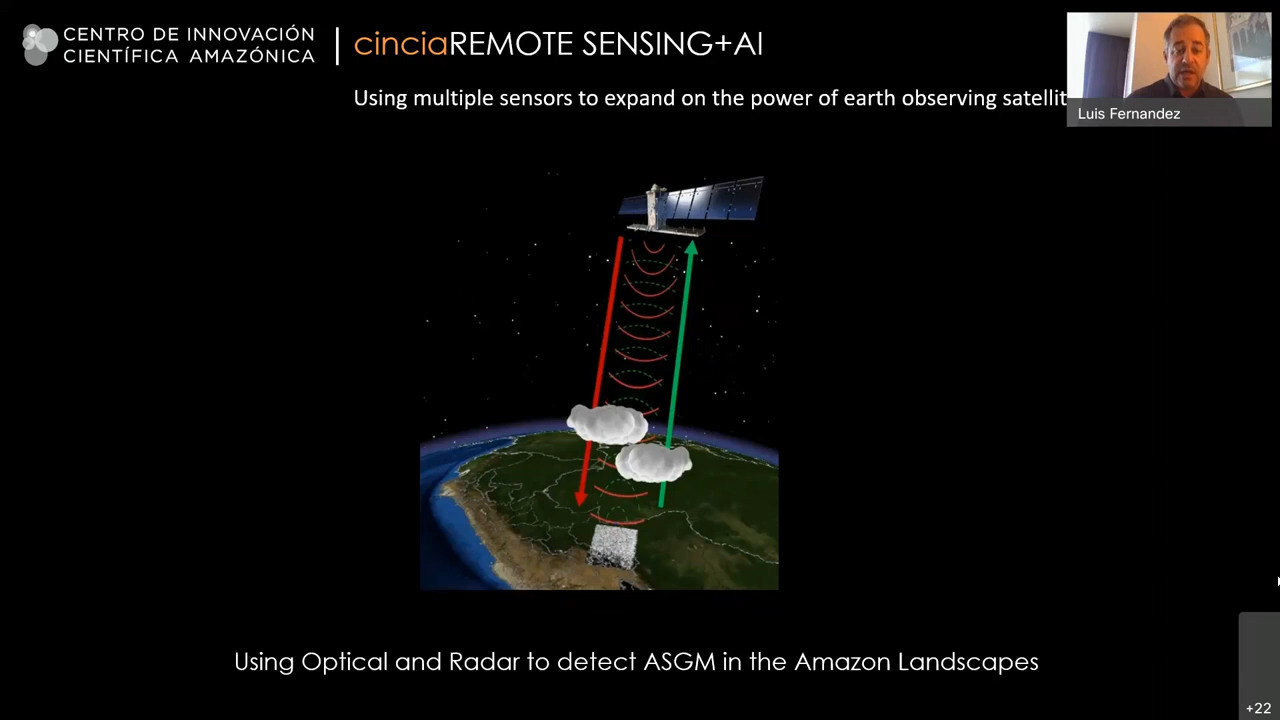 CENTRO DE INNOVACIÓN
CIENTÍFICA AMAZÓNICA
cinciaREMOTE SENSING+AI
Using multiple sensors to expand on the power of earth observing satellit
Luis Fernandez
Using Optical and Radar to detect ASGM in the Amazon Landscapes
+22